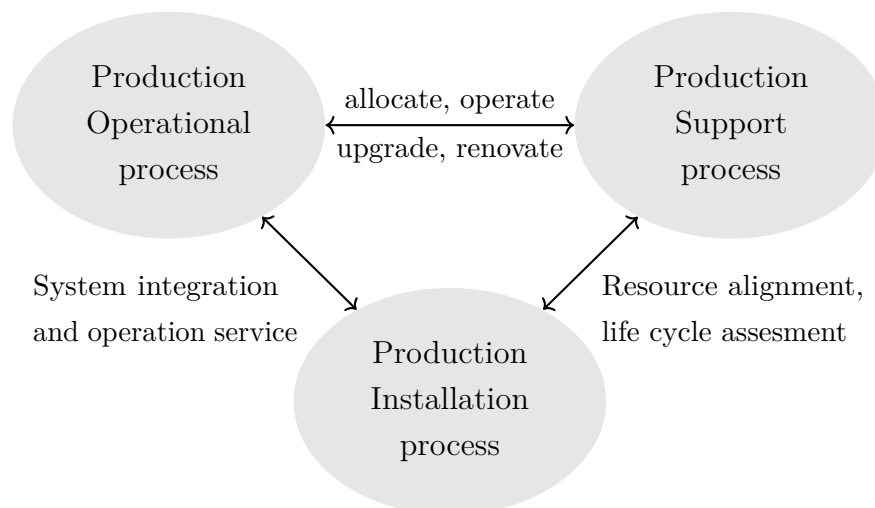 Production
Operational
process
allocate, operate
upgrade, renovate
Production
Support
process
System integration
and operation service
Resource alignment,
life cycle assesment
Production
Installation
process